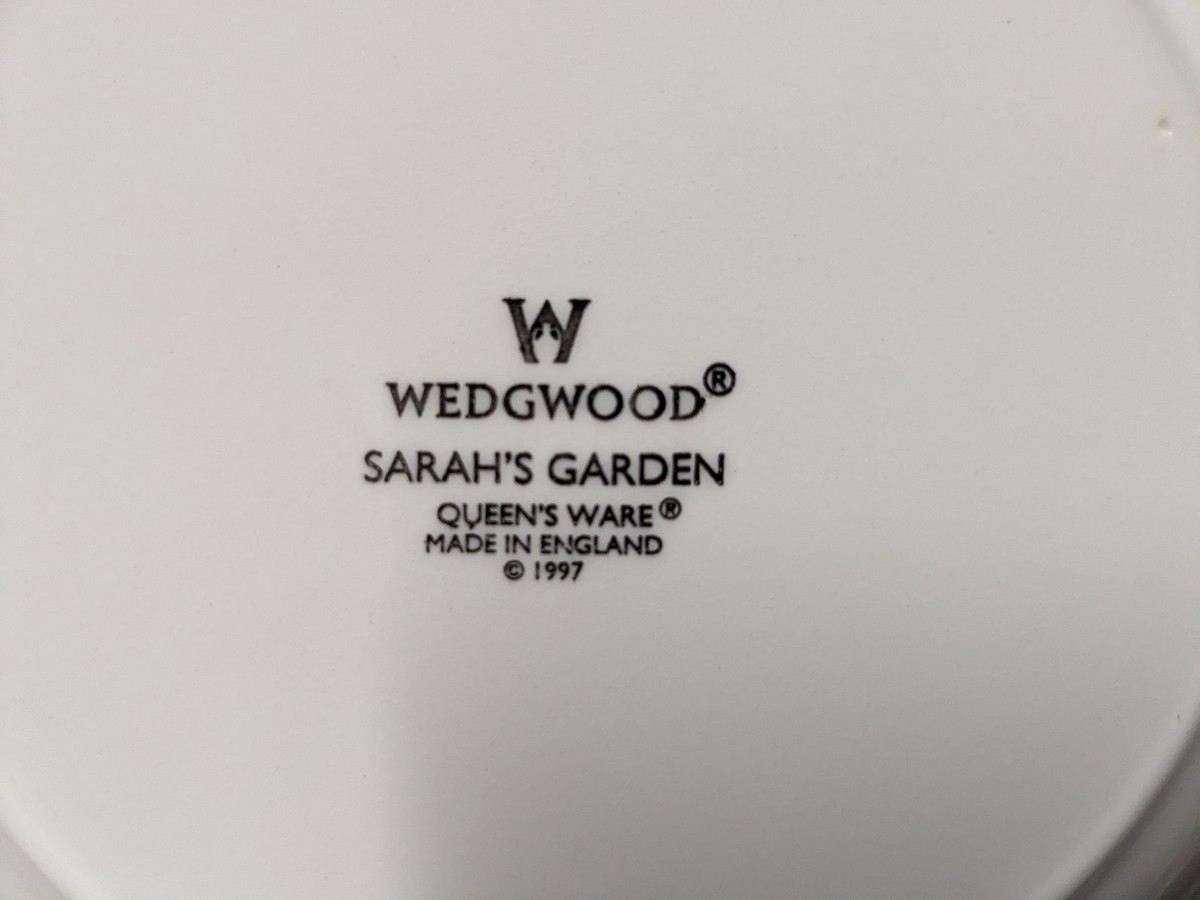 W
WEDGWOOD®
SARAH'S GARDEN
QUEEN'S WARE®
MADE IN ENGLAND
© 1997